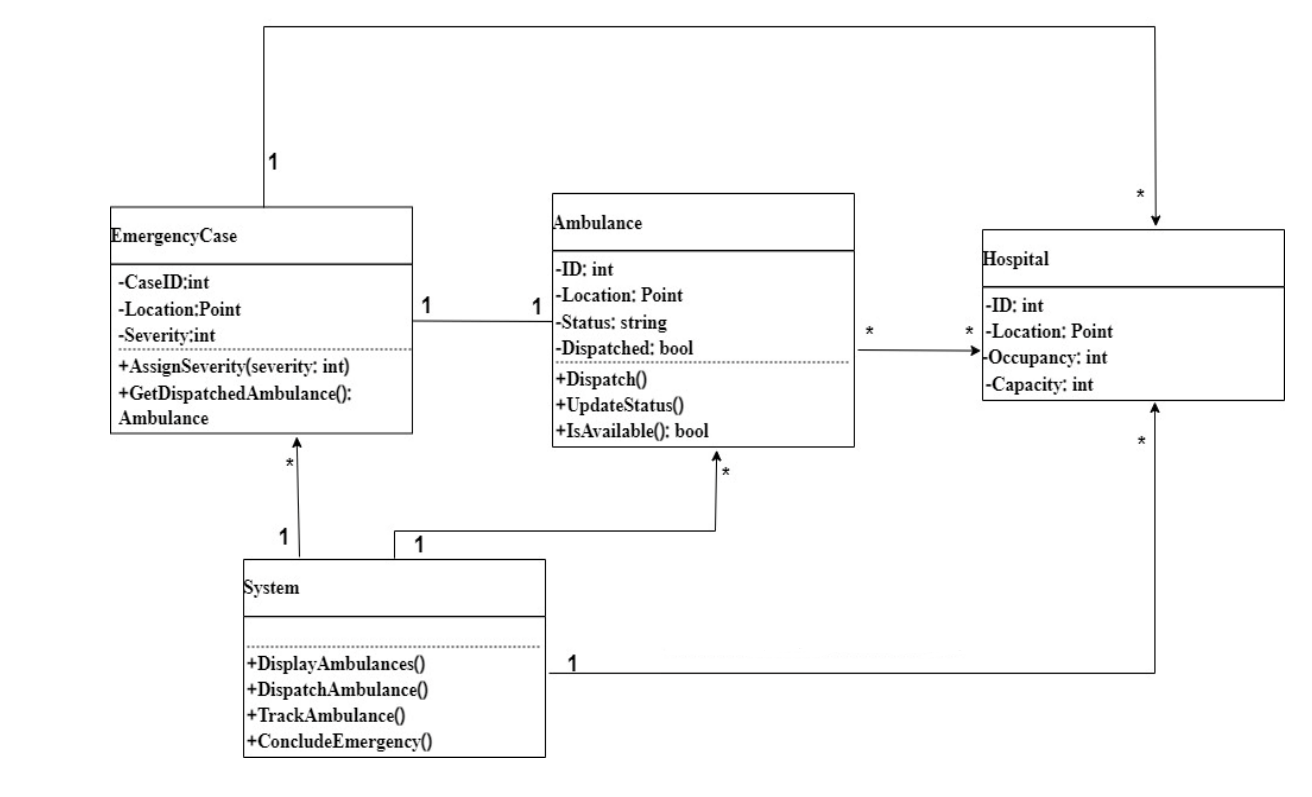 1
*
EmergencyCase
-CaseID:int
-Location:Point
-Severity:int
+AssignSeverity(severity: int)
+GetDispatchedAmbulance():
Ambulance
1
1
Ambulance
-ID: int
-Location: Point
-Status: string
-Dispatched: bool
+Dispatch()
+UpdateStatus()
+IsAvailable(): bool
*
*
Hospital
-ID: int
-Location: Point
-Occupancy: int
-Capacity: int
*
*
*
1
1
System
+DisplayAmbulances()
+DispatchAmbulance()
+TrackAmbulance()
+ConcludeEmergency()
1